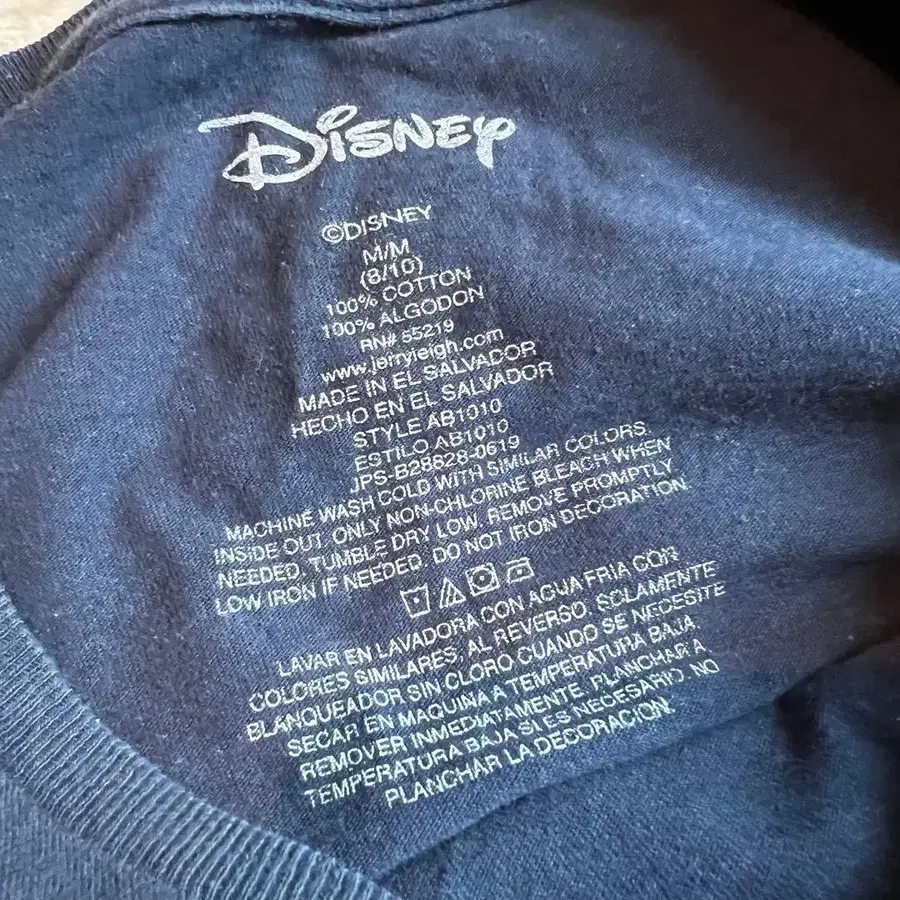 Disney
©DISNEY
M/M
(8/10)
100% COTTON
100% ALGODON
RN# 55219
www.jerryleigh.com
MADE IN EL SALVADOR
HECHO EN EL SALVADOR
STYLE AB1010
ESTILO AB1010
JPS-B28828-0619
MACHINE WASH COLD WITH SIMILAR COLORS.
INSIDE OUT. ONLY NON-CHLORINE BLEACH WHEN
NEEDED. TUMBLE DRY LOW. REMOVE PROMPTLY.
LOW IRON IF NEEDED. DO NOT IRON DECORATION.
LAVAR EN LAVADORA CON AGUA FRIA CON
COLORES SIMILARES, AL REVERSO. SOLAMENTE
BLANQUEADOR SIN CLORO CUANDO SE NECESITE
SECAR EN MAQUINA A TEMPERATURA BAJA.
REMOVER INMEDIATAMENTE. PLANCHAR A
TEMPERATURA BAJA SI ES NECESARIO. NO
PLANCHAR LA DECORACION.